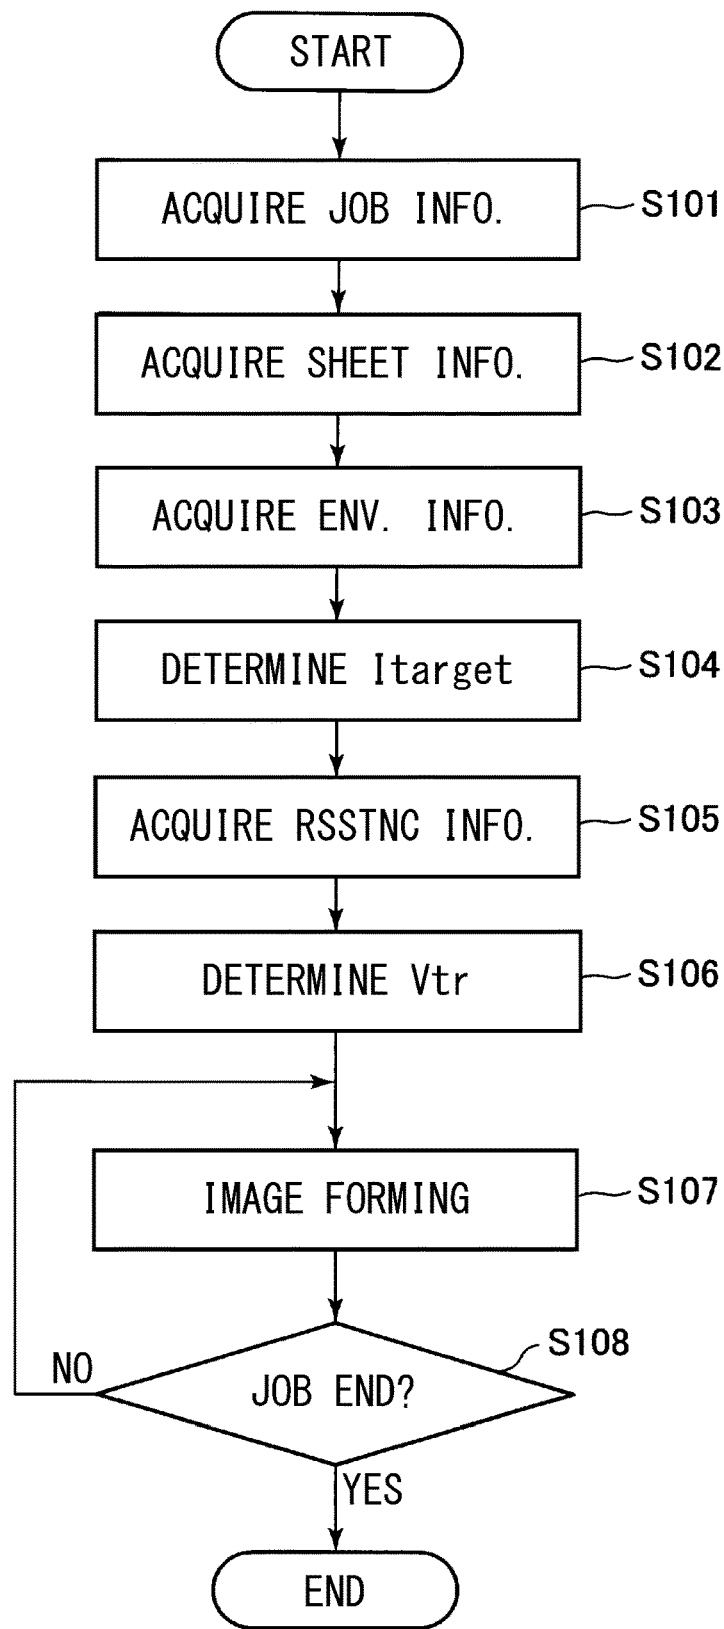 START
ACQUIRE JOB INFO.
S101
ACQUIRE SHEET INFO.
S102
ACQUIRE ENV. INFO.
S103
DETERMINE Itarget
S104
ACQUIRE RSSTNC INFO.
S105
DETERMINE Vtr
S106
IMAGE FORMING
S107
S108
NO
JOB END?
YES
END